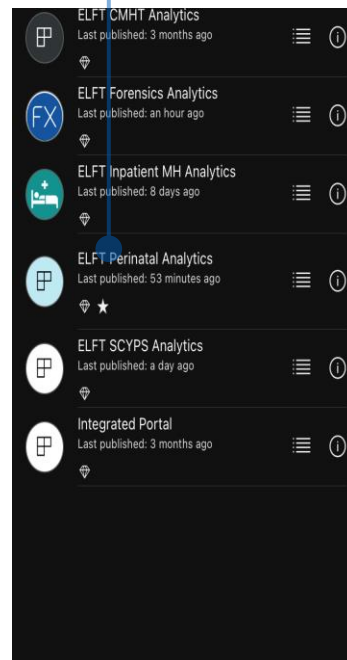 ELFT CMHT Analytics
Last published: 3 months ago
ELFT Forensics Analytics
Last published: an hour ago
FX
ELFT Inpatient MH Analytics
Last published: 8 days ago
ELFT Perinatal Analytics
Last published: 53 minutes ago
ELFT SCYPS Analytics
Last published: a day ago
Integrated Portal
Last published: 3 months ago